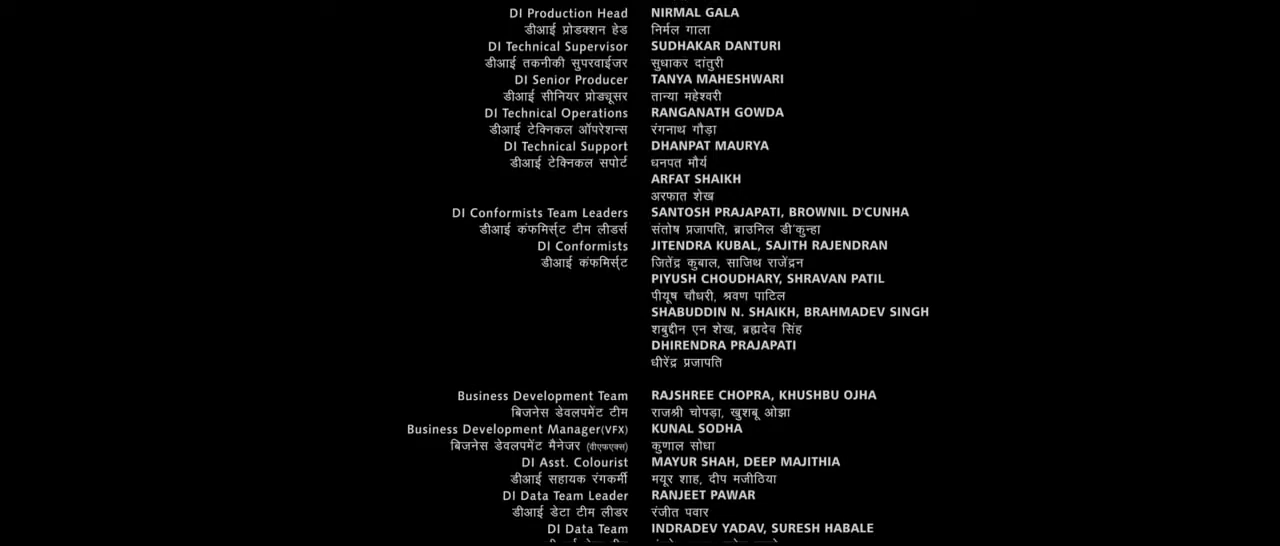 DI Production Head NIRMAL GALA
डीआई प्रोडक्शन हेड निर्मल गाला
DI Technical Supervisor SUDHAKAR DANTURI
डीआई तकनीकी सुपरवाईजर सुधाकर दांतुरी
DI Senior Producer TANYA MAHESHWARI
डीआई सीनियर प्रोड्यूसर तान्या महेश्वरी
DI Technical Operations RANGANATH GOWDA
डीआई टेक्निकल ऑपरेशन्स रंगनाथ गौड़ा
DI Technical Support DHANPAT MAURYA
डीआई टेक्निकल सपोर्ट धनपत मौर्य
ARFAT SHAIKH
अरफात शेख
DI Conformists Team Leaders SANTOSH PRAJAPATI, BROWNIL D'CUNHA
डीआई कंफमिर्स्ट टीम लीडर्स संतोष प्रजापति, ब्राउनिल डी'कुन्हा
DI Conformists JITENDRA KUBAL, SAJITH RAJENDRAN
डीआई कंफमिर्स्ट जितेंद्र कुबाल, साजिथ राजेंद्रन
PIYUSH CHOUDHARY, SHRAVAN PATIL
पीयूष चौधरी, श्रवण पाटिल
SHABUDDIN N. SHAIKH, BRAHMADEV SINGH
शबुद्दीन एन शेख, ब्रह्मदेव सिंह
DHIRENDRA PRAJAPATI
धीरेंद्र प्रजापति
Business Development Team RAJSHREE CHOPRA, KHUSHBU OJHA
बिजनेस डेवलपमेंट टीम राजश्री चोपड़ा, खुशबू ओझा
Business Development Manager(VFX) KUNAL SODHA
बिजनेस डेवलपमेंट मैनेजर (वीएफएक्स) कुणाल सोधा
DI Asst. Colourist MAYUR SHAH, DEEP MAJITHIA
डीआई सहायक रंगकर्मी मयूर शाह, दीप मजीठिया
DI Data Team Leader RANJEET PAWAR
डीआई डेटा टीम लीडर रंजीत पवार
DI Data Team INDRADEV YADAV, SURESH HABALE